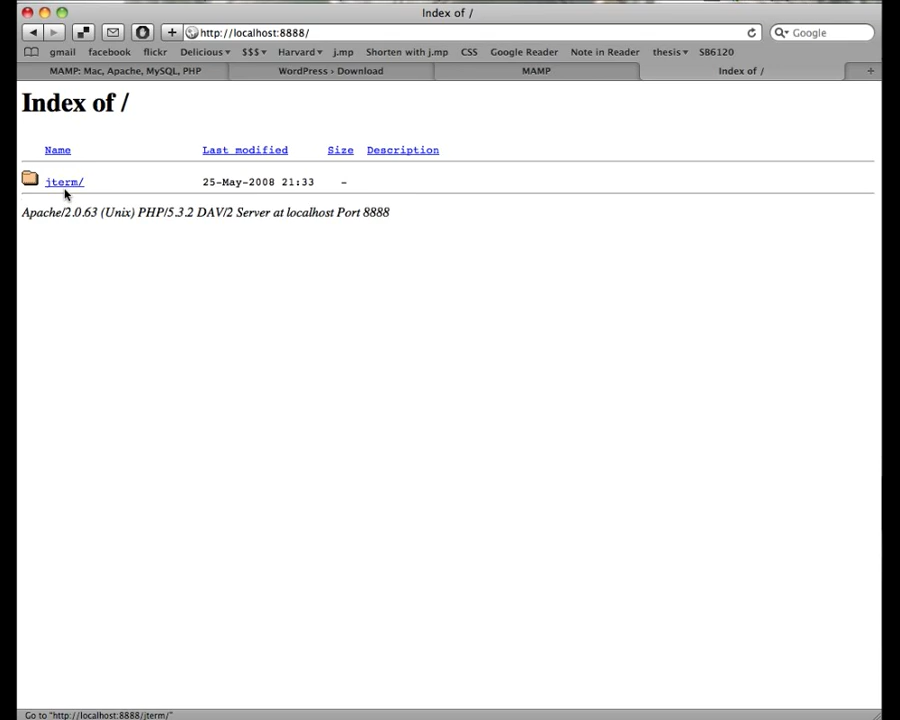 Index of /
http://localhost:8888/
Google
gmail facebook flickr Delicious $$$ Harvard j.mp Shorten with j.mp CSS Google Reader Note in Reader thesis SB6120
MAMP: Mac, Apache, MySQL, PHP WordPress › Download MAMP Index of /
Index of /
Name Last modified Size Description
jterm/ 25-May-2008 21:33 -
Apache/2.0.63 (Unix) PHP/5.3.2 DAV/2 Server at localhost Port 8888
Go to "http://localhost:8888/jterm/"